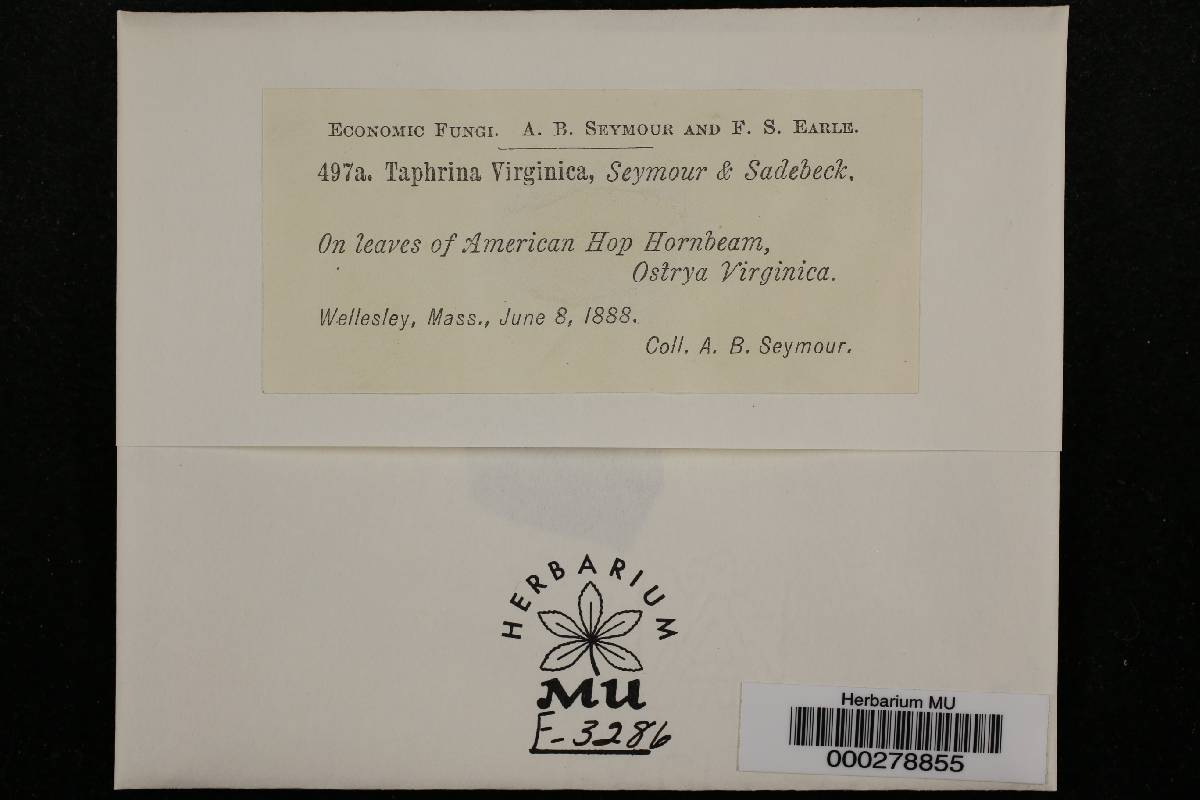 Economic Fungi. A. B. Seymour and F. S. Earle.
497a. Taphrina Virginica, Seymour & Sadebeck.
On leaves of American Hop Hornbeam,
Ostrya Virginica.
Wellesley, Mass., June 8, 1888.
Coll. A. B. Seymour.
HERBARIUM
MU
F-3286
Herbarium MU
000278855